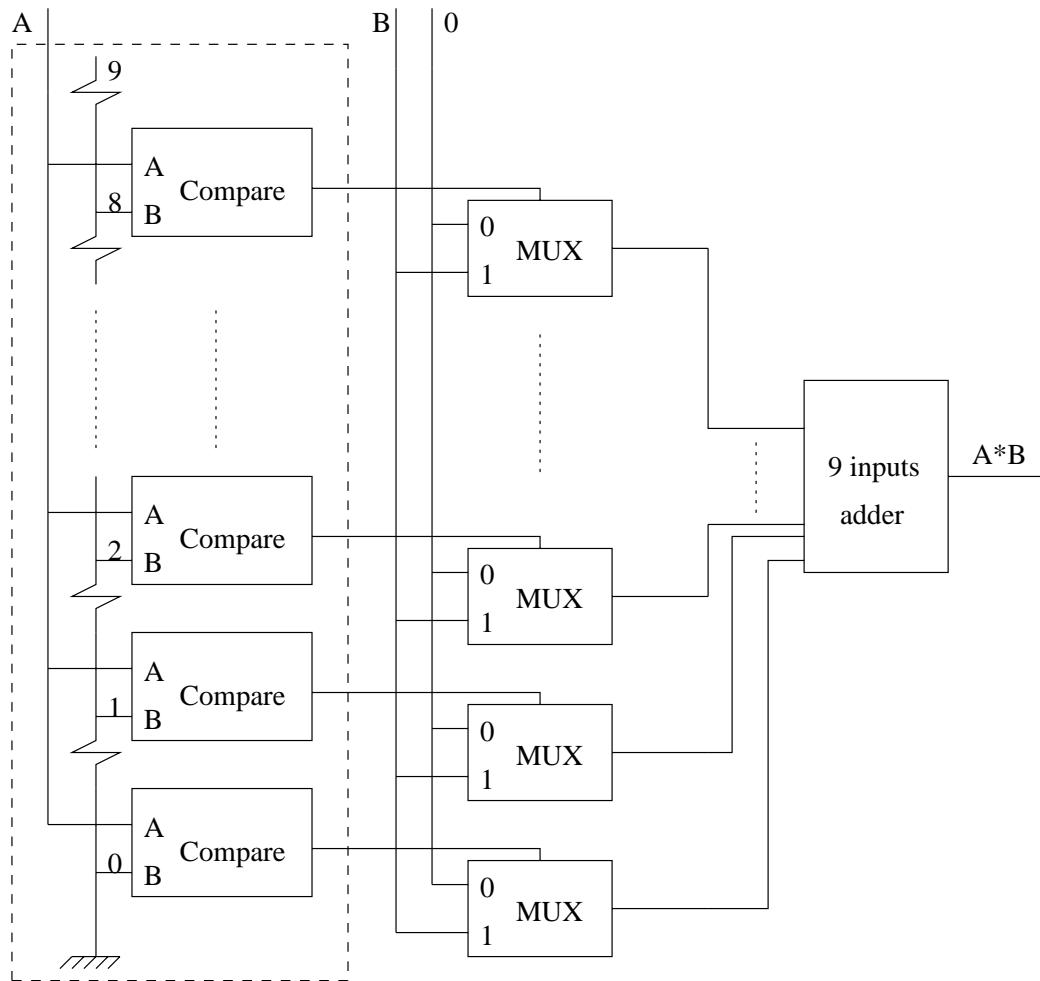 A
B 0
9
A
Compare
8 B
0
MUX
1
A
Compare
2 B
0
MUX
1
9 inputs
adder
A*B
A
Compare
1 B
0
MUX
1
A
Compare
0 B
0
MUX
1